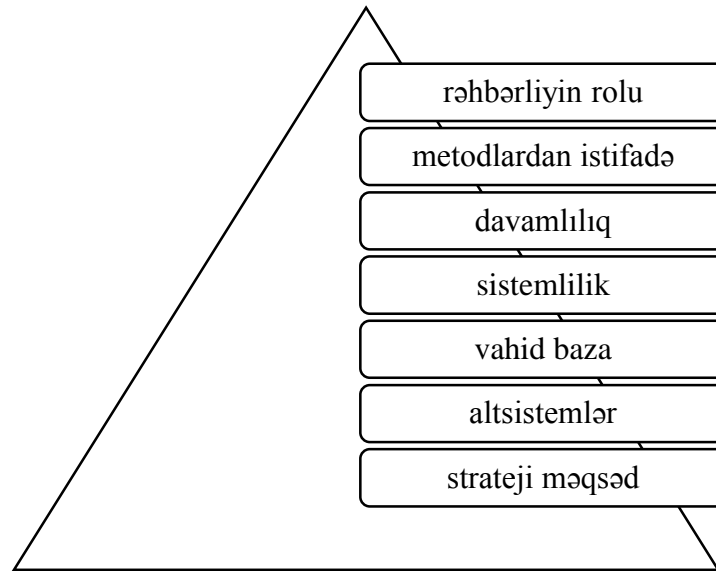 rəhbərliyin rolu
metodlardan istifadə
davamlılıq
sistemlilik
vahid baza
altsistemlər
strateji məqsəd